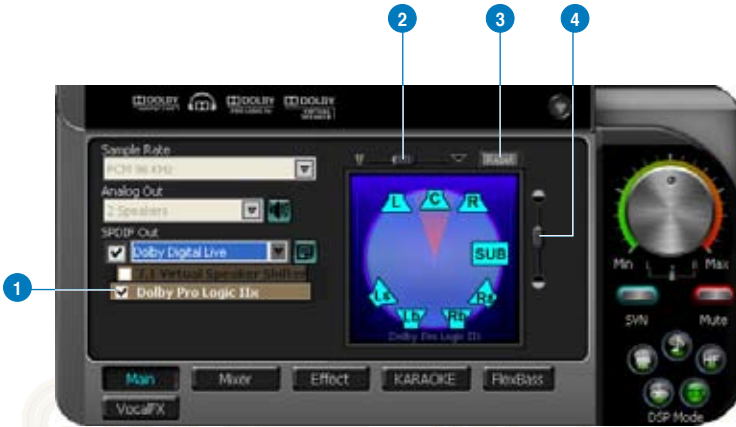 2
3
4
DOLBY
DOLBY
DOLBY
Sample Rate
PCM 96 KHz
Reset
Analog Out
2 Speakers
SPDIF Out
Dolby Digital Live
7.1 Virtual Speaker Shifter
1
Dolby Pro Logic IIx
L
C
R
SUB
Ls
Rs
Lb
Rb
Dolby Pro Logic IIx
Min
L
R
Max
SVN
Mute
HF
DSP Mode
Main
Mixer
Effect
KARAOKE
FlexBass
VocalFX